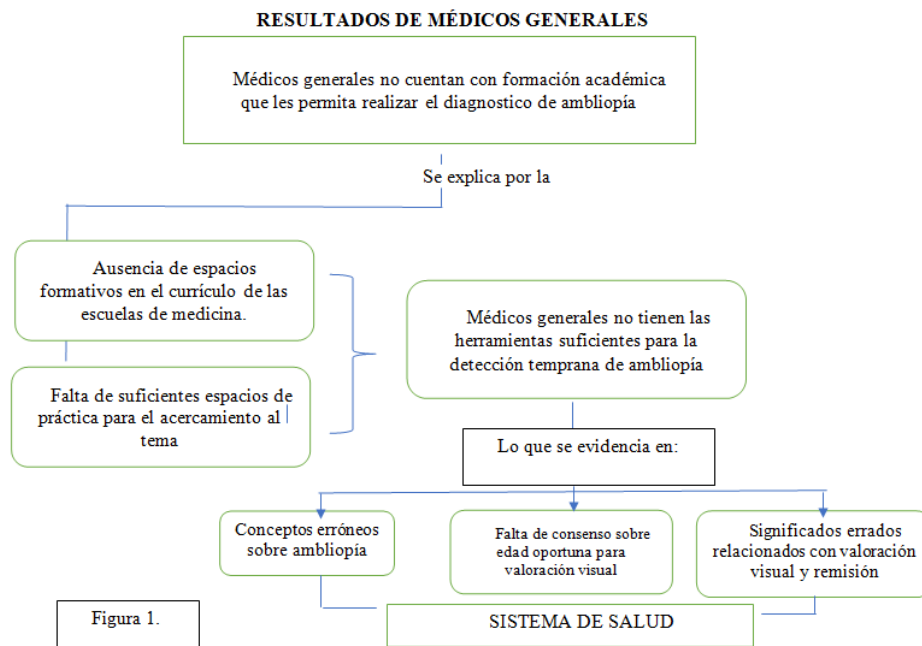 RESULTADOS DE MÉDICOS GENERALES
Médicos generales no cuentan con formación académica
que les permita realizar el diagnostico de ambliopía
Se explica por la
Ausencia de espacios
formativos en el currículo de las
escuelas de medicina.
Falta de suficientes espacios de
práctica para el acercamiento al
tema
Médicos generales no tienen las
herramientas suficientes para la
detección temprana de ambliopía
Lo que se evidencia en:
Conceptos erróneos
sobre ambliopía
Falta de consenso sobre
edad oportuna para
valoración visual
Significados errados
relacionados con valoración
visual y remisión
SISTEMA DE SALUD
Figura 1.